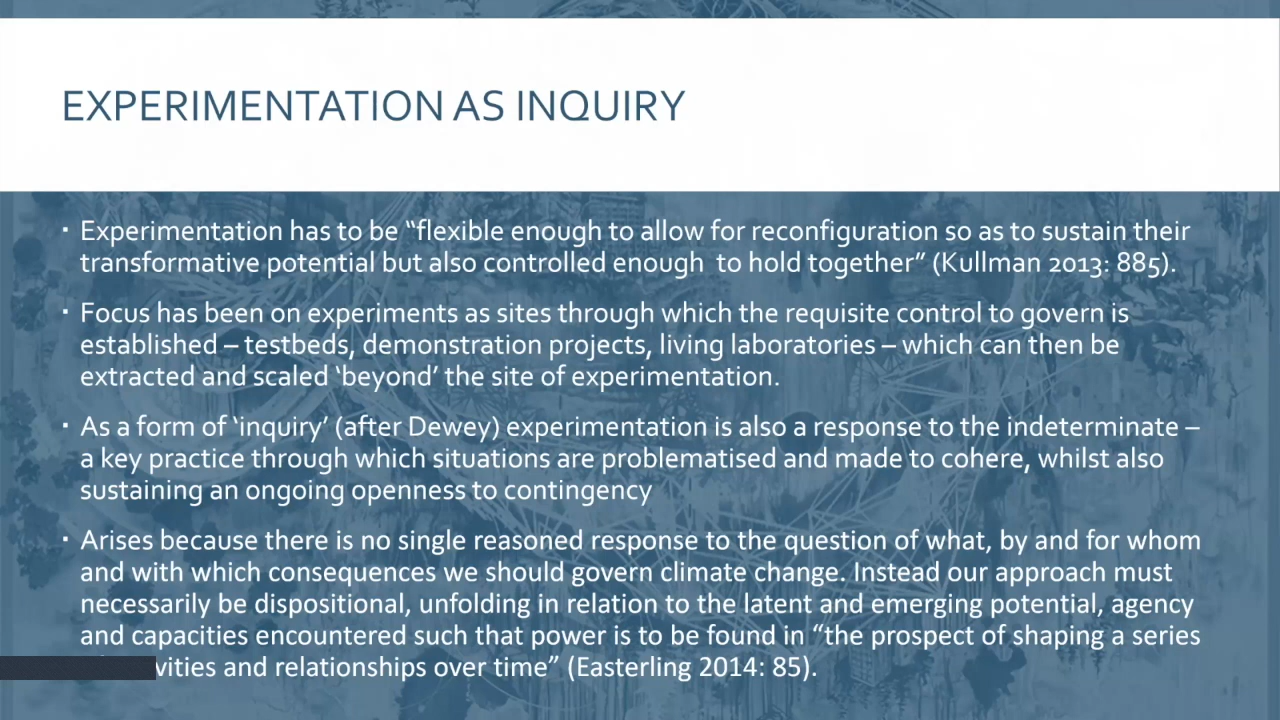 EXPERIMENTATION AS INQUIRY
▪ Experimentation has to be “flexible enough to allow for reconfiguration so as to sustain their
transformative potential but also controlled enough  to hold together” (Kullman 2013: 885).
▪ Focus has been on experiments as sites through which the requisite control to govern is
established – testbeds, demonstration projects, living laboratories – which can then be
extracted and scaled ‘beyond’ the site of experimentation.
▪ As a form of ‘inquiry’ (after Dewey) experimentation is also a response to the indeterminate –
a key practice through which situations are problematised and made to cohere, whilst also
sustaining an ongoing openness to contingency
▪ Arises because there is no single reasoned response to the question of what, by and for whom
and with which consequences we should govern climate change. Instead our approach must
necessarily be dispositional, unfolding in relation to the latent and emerging potential, agency
and capacities encountered such that power is to be found in “the prospect of shaping a series
and relationships over time” (Easterling 2014: 85).